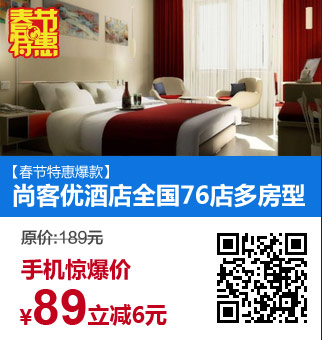 春节
特惠
【春节特惠爆款】
尚客优酒店全国76店多房型
原价:189元
手机惊爆价
¥89立减6元